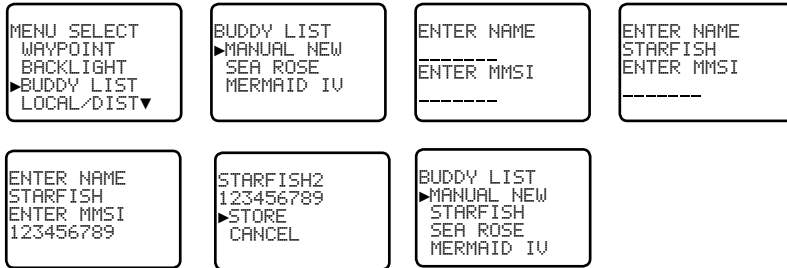 MENU SELECT
WAYPOINT
BACKLIGHT
►BUDDY LIST
LOCAL/DIST▼
BUDDY LIST
►MANUAL NEW
SEA ROSE
MERMAID IV
ENTER NAME
_______
ENTER MMSI
_______
ENTER NAME
STARFISH
ENTER MMSI
_______
ENTER NAME
STARFISH
ENTER MMSI
123456789
STARFISH2
123456789
►STORE
CANCEL
BUDDY LIST
►MANUAL NEW
STARFISH
SEA ROSE
MERMAID IV